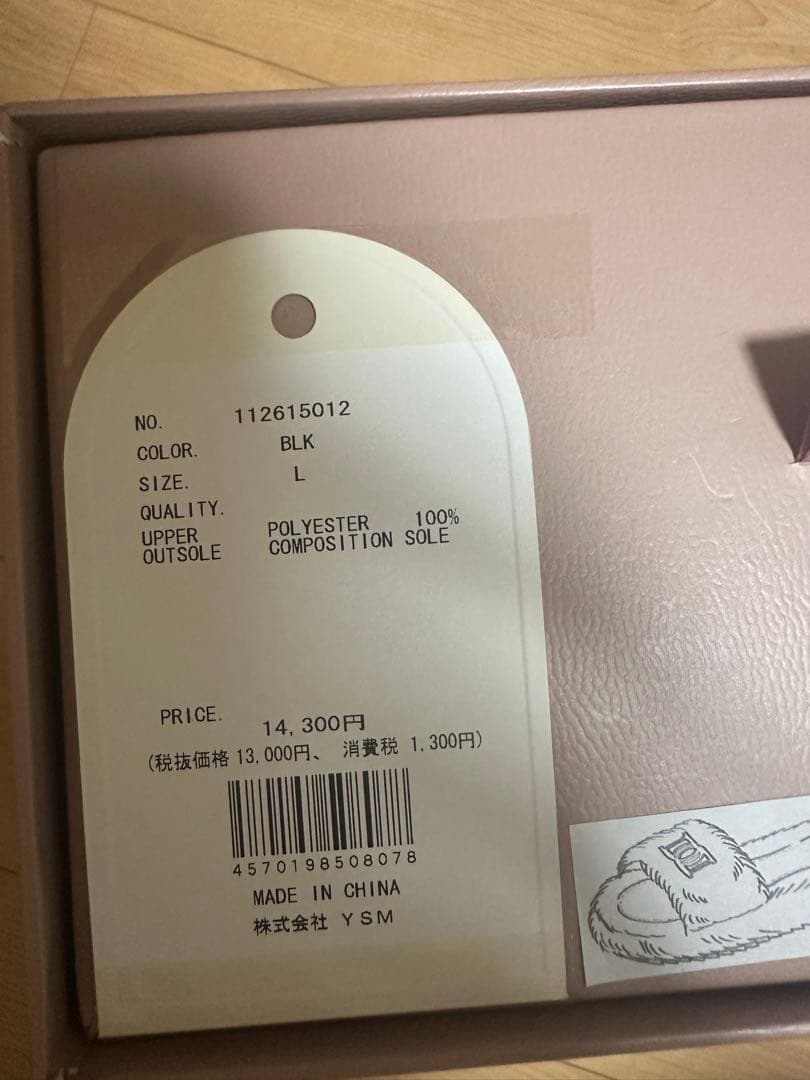 NO. 112615012
COLOR. BLK
SIZE. L
QUALITY.
UPPER POLYESTER 100%
OUTSOLE COMPOSITION SOLE
PRICE. 14,300円
(税抜価格 13,000円、 消費税 1,300円)
4570198508078
MADE IN CHINA
株式会社 YSM